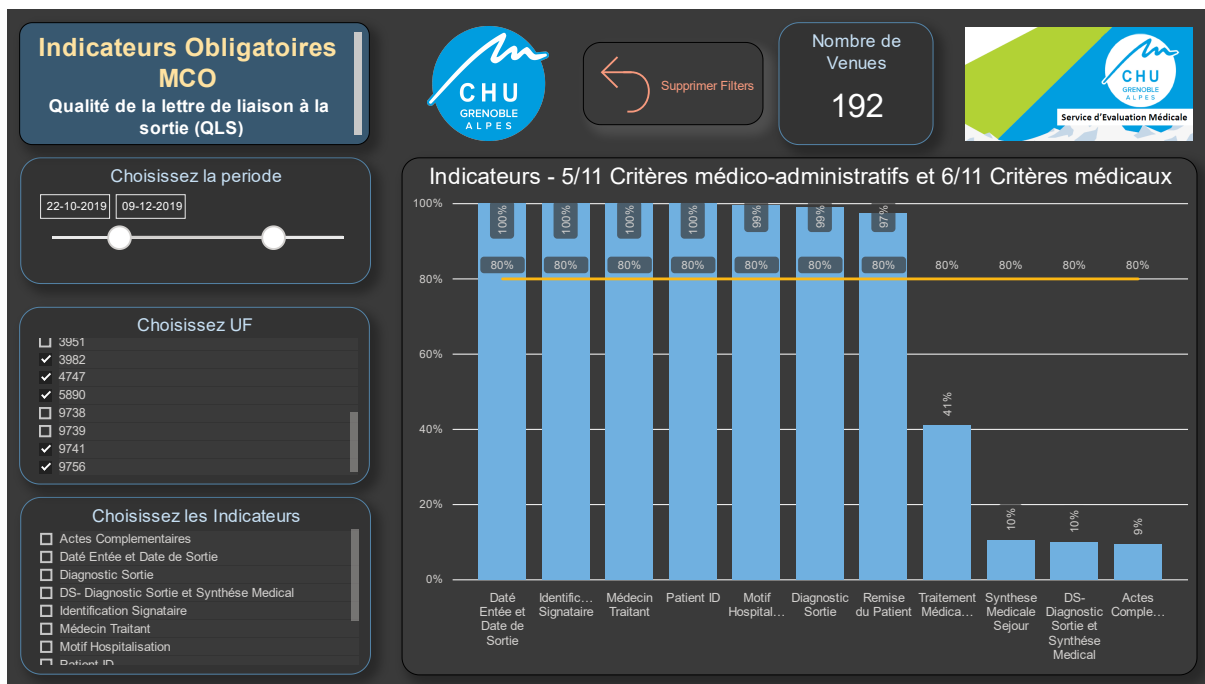 Indicateurs Obligatoires
MCO
Qualité de la lettre de liaison à la
sortie (QLS)
CHU
GRENOBLE
ALPES
Supprimer Filters
Nombre de
Venues
192
CHU
GRENOBLE
ALPES
Service d'Evaluation Médicale
Choisissez la periode
22-10-2019 09-12-2019
Choisissez UF
3951
3982
4747
5890
9738
9739
9741
9756
Choisissez les Indicateurs
Actes Complementaires
Daté Entée et Date de Sortie
Diagnostic Sortie
DS- Diagnostic Sortie et Synthése Medical
Identification Signataire
Médecin Traitant
Motif Hospitalisation
Patient ID
Indicateurs - 5/11 Critères médico-administratifs et 6/11 Critères médicaux
100%
80%
60%
40%
20%
0%
100% 100% 100% 100% 99% 99% 97% 41% 10% 10% 9%
80% 80% 80% 80% 80% 80% 80% 80% 80% 80% 80%
Daté
Entée et
Date de
Sortie
Identific...
Signataire
Médecin
Traitant
Patient ID
Motif
Hospital...
Diagnostic
Sortie
Remise
du Patient
Traitement
Médica...
Synthese
Medicale
Sejour
DS-
Diagnostic
Sortie et
Synthése
Medical
Actes
Comple...